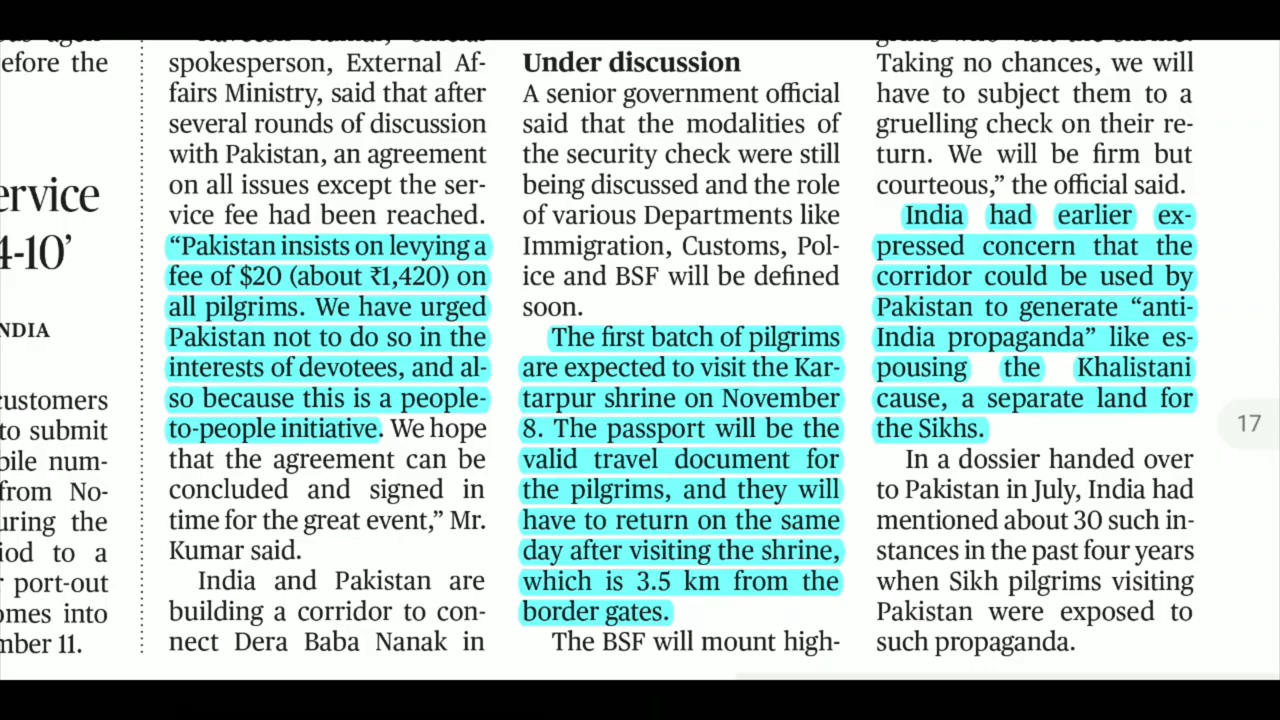 efore the
ervice
4-10’
NDIA
customers
to submit
bile num-
from No-
uring the
iod to a
r port-out
omes into
mber 11.
spokesperson, External Af-
fairs Ministry, said that after
several rounds of discussion
with Pakistan, an agreement
on all issues except the ser-
vice fee had been reached.
“Pakistan insists on levying a
fee of $20 (about ₹1,420) on
all pilgrims. We have urged
Pakistan not to do so in the
interests of devotees, and al-
so because this is a people-
to-people initiative. We hope
that the agreement can be
concluded and signed in
time for the great event,” Mr.
Kumar said.
India and Pakistan are
building a corridor to con-
nect Dera Baba Nanak in
Under discussion
A senior government official
said that the modalities of
the security check were still
being discussed and the role
of various Departments like
Immigration, Customs, Pol-
ice and BSF will be defined
soon.
The first batch of pilgrims
are expected to visit the Kar-
tarpur shrine on November
8. The passport will be the
valid travel document for
the pilgrims, and they will
have to return on the same
day after visiting the shrine,
which is 3.5 km from the
border gates.
The BSF will mount high-
Taking no chances, we will
have to subject them to a
gruelling check on their re-
turn. We will be firm but
courteous,” the official said.
India had earlier ex-
pressed concern that the
corridor could be used by
Pakistan to generate “anti-
India propaganda” like es-
pousing the Khalistani
cause, a separate land for
the Sikhs.
In a dossier handed over
to Pakistan in July, India had
mentioned about 30 such in-
stances in the past four years
when Sikh pilgrims visiting
Pakistan were exposed to
such propaganda.
17